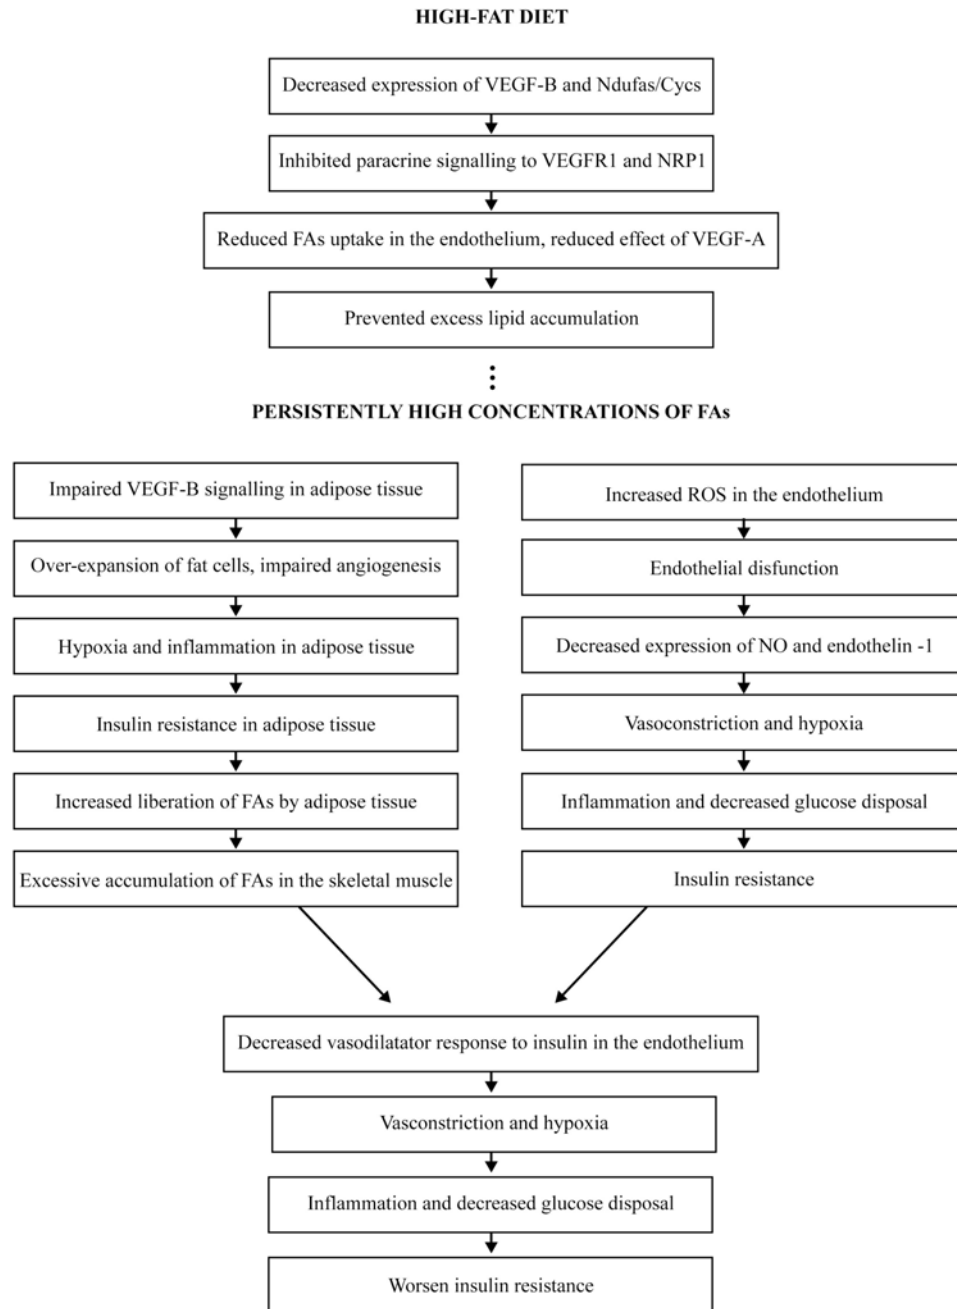 HIGH-FAT DIET
Decreased expression of VEGF-B and Ndufas/Cycs
Inhibited paracrine signalling to VEGFR1 and NRP1
Reduced FAs uptake in the endothelium, reduced effect of VEGF-A
Prevented excess lipid accumulation
PERSISTENTLY HIGH CONCENTRATIONS OF FAs
Impaired VEGF-B signalling in adipose tissue
Over-expansion of fat cells, impaired angiogenesis
Hypoxia and inflammation in adipose tissue
Insulin resistance in adipose tissue
Increased liberation of FAs by adipose tissue
Excessive accumulation of FAs in the skeletal muscle
Increased ROS in the endothelium
Endothelial disfunction
Decreased expression of NO and endothelin -1
Vasoconstriction and hypoxia
Inflammation and decreased glucose disposal
Insulin resistance
Decreased vasodilatator response to insulin in the endothelium
Vasconstriction and hypoxia
Inflammation and decreased glucose disposal
Worsen insulin resistance